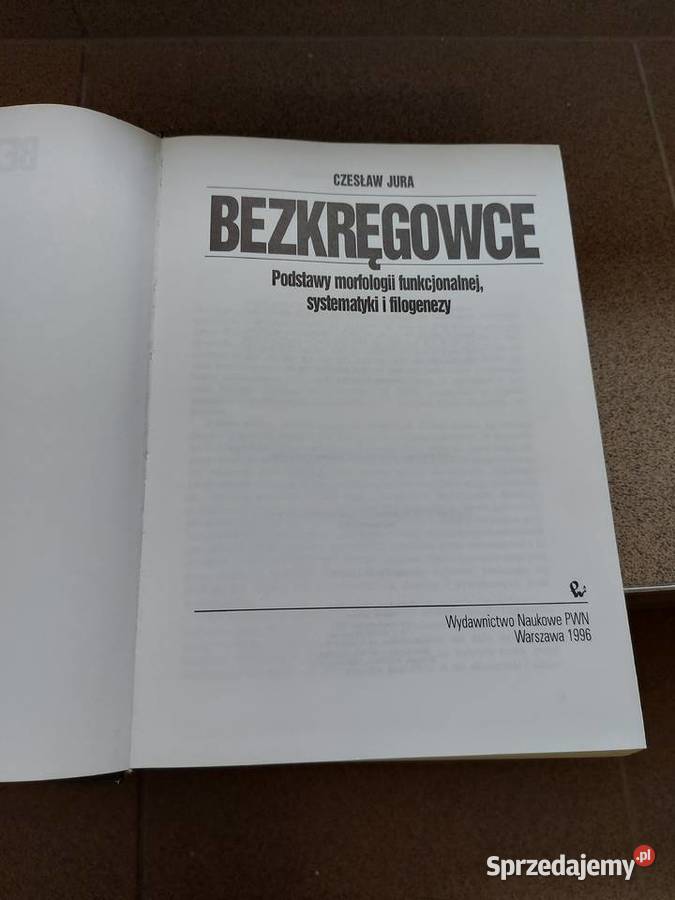 CZESŁAW JURA
BEZKRĘGOWCE
Podstawy morfologii funkcjonalnej,
systematyki i filogenezy
Wydawnictwo Naukowe PWN
Warszawa 1996
Sprzedajemy.pl